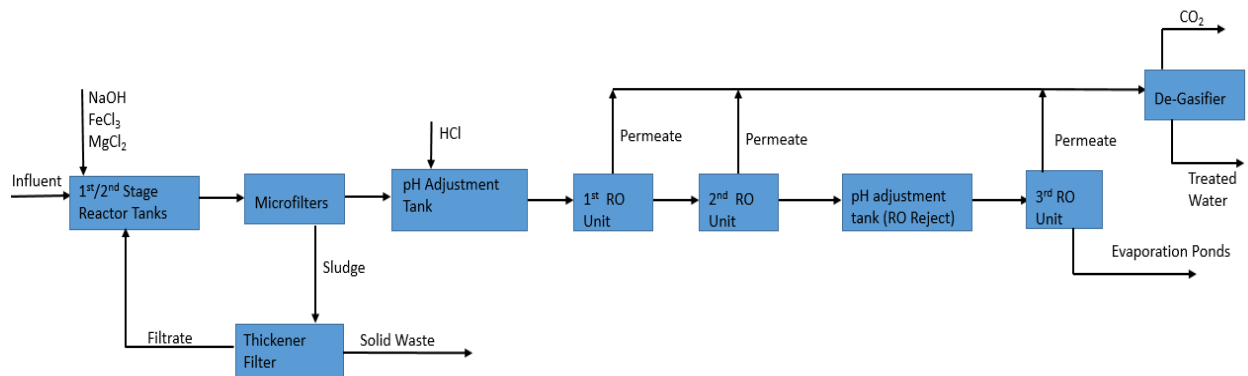 CO₂
NaOH
FeCl₃
MgCl₂
De-Gasifier
HCl
Permeate
Permeate
Permeate
Influent
1st/2nd Stage
Reactor Tanks
Microfilters
pH Adjustment
Tank
1st RO
Unit
2nd RO
Unit
pH adjustment
tank (RO Reject)
3rd RO
Unit
Treated
Water
Evaporation Ponds
Sludge
Filtrate
Thickener
Filter
Solid Waste